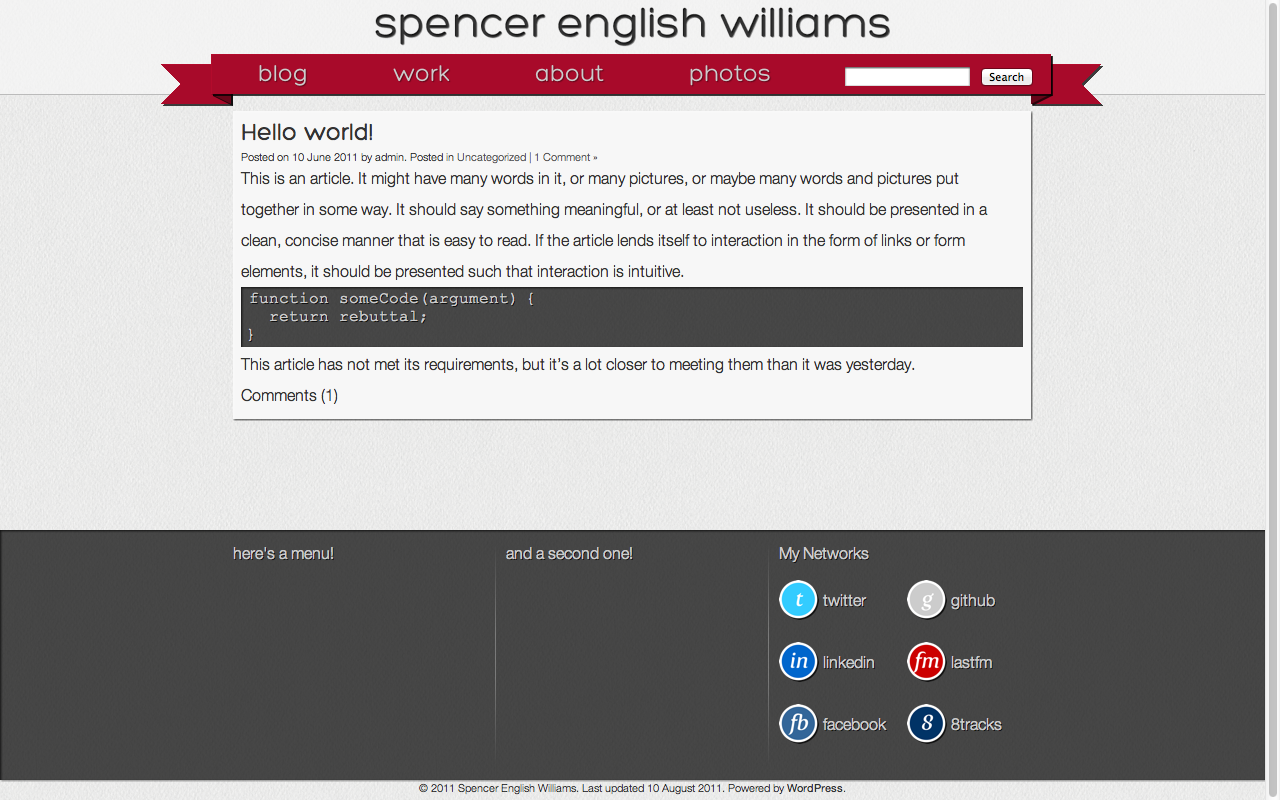 spencer english williams
blog work about photos Search
Hello world!
Posted on 10 June 2011 by admin. Posted in Uncategorized | 1 Comment »
This is an article. It might have many words in it, or many pictures, or maybe many words and pictures put
together in some way. It should say something meaningful, or at least not useless. It should be presented in a
clean, concise manner that is easy to read. If the article lends itself to interaction in the form of links or form
elements, it should be presented such that interaction is intuitive.
function someCode(argument) {
  return rebuttal;
}
This article has not met its requirements, but it’s a lot closer to meeting them than it was yesterday.
Comments (1)
here's a menu! and a second one! My Networks
t twitter g github
in linkedin fm lastfm
fb facebook 8 8tracks
© 2011 Spencer English Williams. Last updated 10 August 2011. Powered by WordPress.